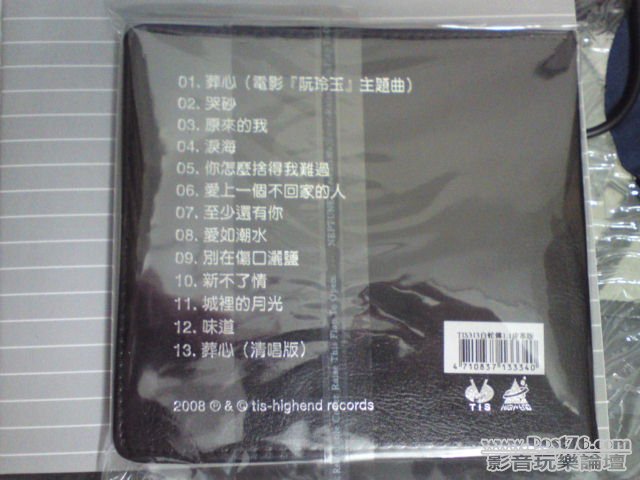 01. 葬心 (電影『阮玲玉』主題曲)
02. 哭砂
03. 原來的我
04. 淚海
05. 你怎麼捨得我難過
06. 愛上一個不回家的人
07. 至少還有你
08. 愛如潮水
09. 別在傷口灑鹽
10. 新不了情
11. 城裡的月光
12. 味道
13. 葬心 (清唱版)
4 710837 133340
TIS
2008 ℗ & © tis-highend records
www.Post76.com
影音玩樂論壇